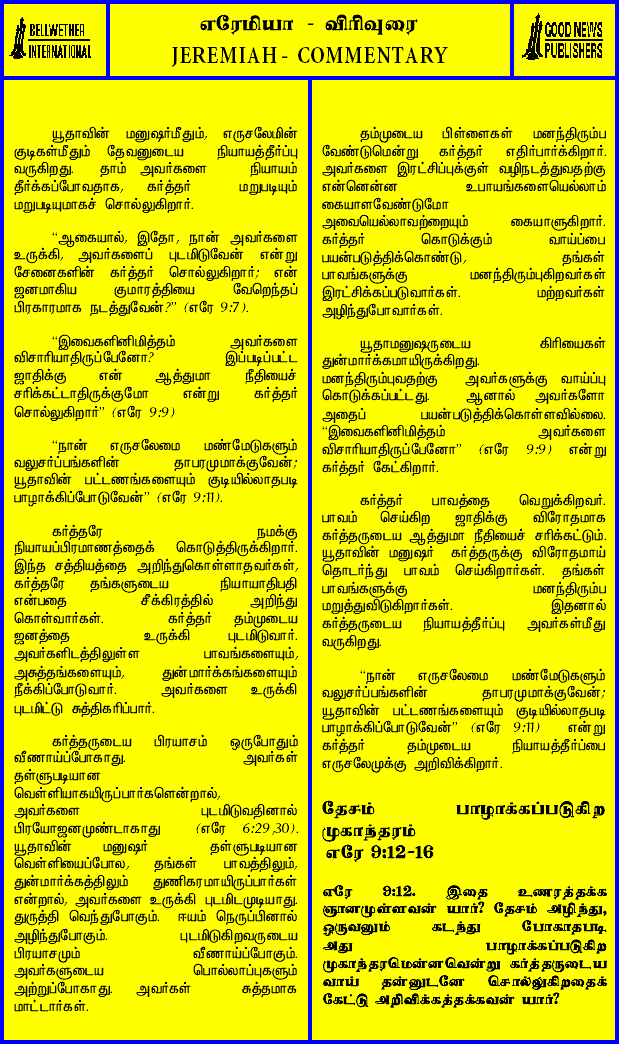 BELLWETHER
INTERNATIONAL
எரேமியா - விரிவுரை
JEREMIAH - COMMENTARY
GOOD NEWS
PUBLISHERS
யூதாவின் மனுஷர்மீதும், எருசலேமின்
குடிகள்மீதும் தேவனுடைய நியாயத்தீர்ப்பு
வருகிறது. தாம் அவர்களை நியாயம்
தீர்க்கப்போவதாக, கர்த்தர் மறுபடியும்
மறுபடியுமாகச் சொல்லுகிறார்.
“ஆகையால், இதோ, நான் அவர்களை
உருக்கி, அவர்களைப் புடமிடுவேன் என்று
சேனைகளின் கர்த்தர் சொல்லுகிறார்; என்
ஜனமாகிய குமாரத்தியை வேறெந்தப்
பிரகாரமாக நடத்துவேன்?” (எரே 9:7).
“இவைகளினிமித்தம் அவர்களை
விசாரியாதிருப்பேனோ? இப்படிப்பட்ட
ஜாதிக்கு என் ஆத்துமா நீதியைச்
சரிக்கட்டாதிருக்குமோ என்று கர்த்தர்
சொல்லுகிறார்” (எரே 9:9)
“நான் எருசலேமை மண்மேடுகளும்
வலுசர்ப்பங்களின் தாபரமுமாக்குவேன்;
யூதாவின் பட்டணங்களையும் குடியில்லாதபடி
பாழாக்கிப்போடுவேன்” (எரே 9:11).
கர்த்தரே நமக்கு
நியாயப்பிரமாணத்தைக் கொடுத்திருக்கிறார்.
இந்த சத்தியத்தை அறிந்துகொள்ளாதவர்கள்,
கர்த்தரே தங்களுடைய நியாயாதிபதி
என்பதை சீக்கிரத்தில் அறிந்து
கொள்வார்கள். கர்த்தர் தம்முடைய
ஜனத்தை உருக்கி புடமிடுவார்.
அவர்களிடத்திலுள்ள பாவங்களையும்,
அசுத்தங்களையும், துன்மார்க்கங்களையும்
நீக்கிப்போடுவார். அவர்களை உருக்கி
புடமிட்டு சுத்திகரிப்பார்.
கர்த்தருடைய பிரயாசம் ஒருபோதும்
வீணாய்ப்போகாது. அவர்கள்
தள்ளுபடியான
வெள்ளியாகயிருப்பார்களென்றால்,
அவர்களை புடமிடுவதினால்
பிரயோஜனமுண்டாகாது (எரே 6:29,30).
யூதாவின் மனுஷர் தள்ளுபடியான
வெள்ளியைப்போல, தங்கள் பாவத்திலும்,
துன்மார்க்கத்திலும் துணிகரமாயிருப்பார்கள்
என்றால், அவர்களை உருக்கி புடமிடமுடியாது.
துருத்தி வெந்துபோகும். ஈயம் நெருப்பினால்
அழிந்துபோகும். புடமிடுகிறவருடைய
பிரயாசமும் வீணாய்ப்போகும்.
அவர்களுடைய பொல்லாப்புகளும்
அற்றுப்போகாது. அவர்கள் சுத்தமாக
மாட்டார்கள்.
தம்முடைய பிள்ளைகள் மனந்திரும்ப
வேண்டுமென்று கர்த்தர் எதிர்பார்க்கிறார்.
அவர்களை இரட்சிப்புக்குள் வழிநடத்துவதற்கு
என்னென்ன உபாயங்களையெல்லாம்
கையாளவேண்டுமோ
அவையெல்லாவற்றையும் கையாளுகிறார்.
கர்த்தர் கொடுக்கும் வாய்ப்பை
பயன்படுத்திக்கொண்டு, தங்கள்
பாவங்களுக்கு மனந்திரும்புகிறவர்கள்
இரட்சிக்கப்படுவார்கள். மற்றவர்கள்
அழிந்துபோவார்கள்.
யூதாமனுஷருடைய கிரியைகள்
துன்மார்க்கமாயிருக்கிறது.
மனந்திரும்புவதற்கு அவர்களுக்கு வாய்ப்பு
கொடுக்கப்பட்டது. ஆனால் அவர்களோ
அதைப் பயன்படுத்திக்கொள்ளவில்லை.
“இவைகளினிமித்தம் அவர்களை
விசாரியாதிருப்பேனோ” (எரே 9:9) என்று
கர்த்தர் கேட்கிறார்.
கர்த்தர் பாவத்தை வெறுக்கிறவர்.
பாவம் செய்கிற ஜாதிக்கு விரோதமாக
கர்த்தருடைய ஆத்துமா நீதியைச் சரிக்கட்டும்.
யூதாவின் மனுஷர் கர்த்தருக்கு விரோதமாய்
தொடர்ந்து பாவம் செய்கிறார்கள். தங்கள்
பாவங்களுக்கு மனந்திரும்ப
மறுத்துவிடுகிறார்கள். இதனால்
கர்த்தருடைய நியாயத்தீர்ப்பு அவர்கள்மீது
வருகிறது.
“நான் எருசலேமை மண்மேடுகளும்
வலுசர்ப்பங்களின் தாபரமுமாக்குவேன்;
யூதாவின் பட்டணங்களையும் குடியில்லாதபடி
பாழாக்கிப்போடுவேன்” (எரே 9:11) என்று
கர்த்தர் தம்முடைய நியாயத்தீர்ப்பை
எருசலேமுக்கு அறிவிக்கிறார்.
தேசம் பாழாக்கப்படுகிற
முகாந்தரம்
எரே 9:12-16
எரே 9:12. இதை உணரத்தக்க
ஞானமுள்ளவன் யார்? தேசம் அழிந்து,
ஒருவனும் கடந்து போகாதபடி
அது பாழாக்கப்படுகிற
முகாந்தரமென்னவென்று கர்த்தருடைய
வாய் தன்னுடனே சொல்லுகிறதைக்
கேட்டு அறிவிக்கத்தக்கவன் யார்?